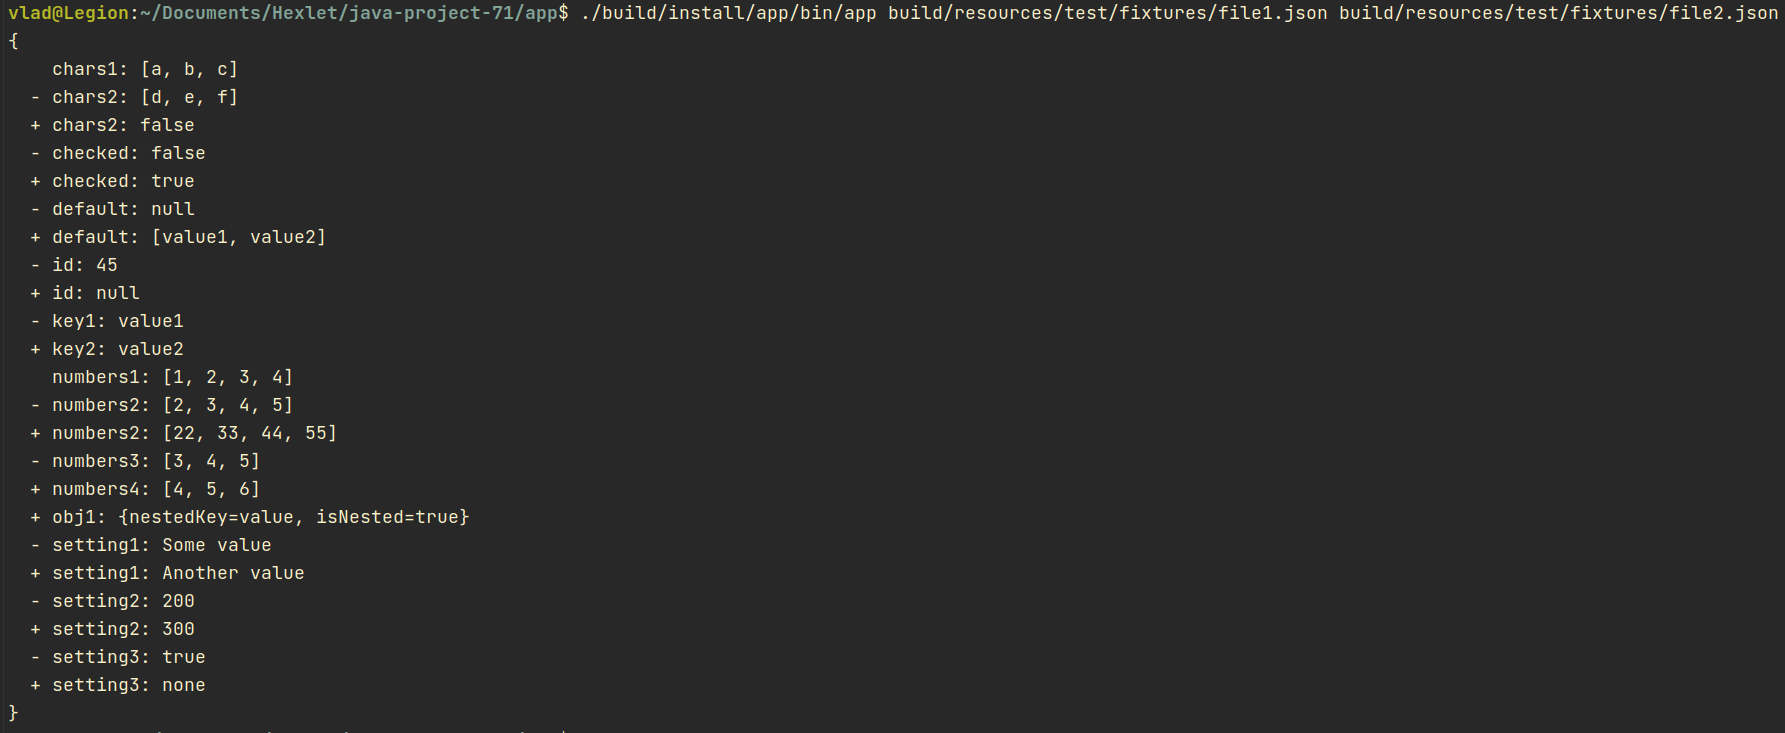 vlad@Legion:~/Documents/Hexlet/java-project-71/app$ ./build/install/app/bin/app build/resources/test/fixtures/file1.json build/resources/test/fixtures/file2.json
{
    chars1: [a, b, c]
  - chars2: [d, e, f]
  + chars2: false
  - checked: false
  + checked: true
  - default: null
  + default: [value1, value2]
  - id: 45
  + id: null
  - key1: value1
  + key2: value2
    numbers1: [1, 2, 3, 4]
  - numbers2: [2, 3, 4, 5]
  + numbers2: [22, 33, 44, 55]
  - numbers3: [3, 4, 5]
  + numbers4: [4, 5, 6]
  + obj1: {nestedKey=value, isNested=true}
  - setting1: Some value
  + setting1: Another value
  - setting2: 200
  + setting2: 300
  - setting3: true
  + setting3: none
}